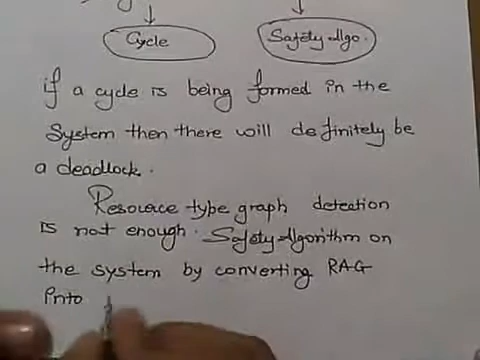 Cycle Safety Algo.
if a cycle is being formed in the
System then there will definitely be
a deadlock.
Resource type graph detection
is not enough. Safety Algorithm on
the system by converting RAG
into